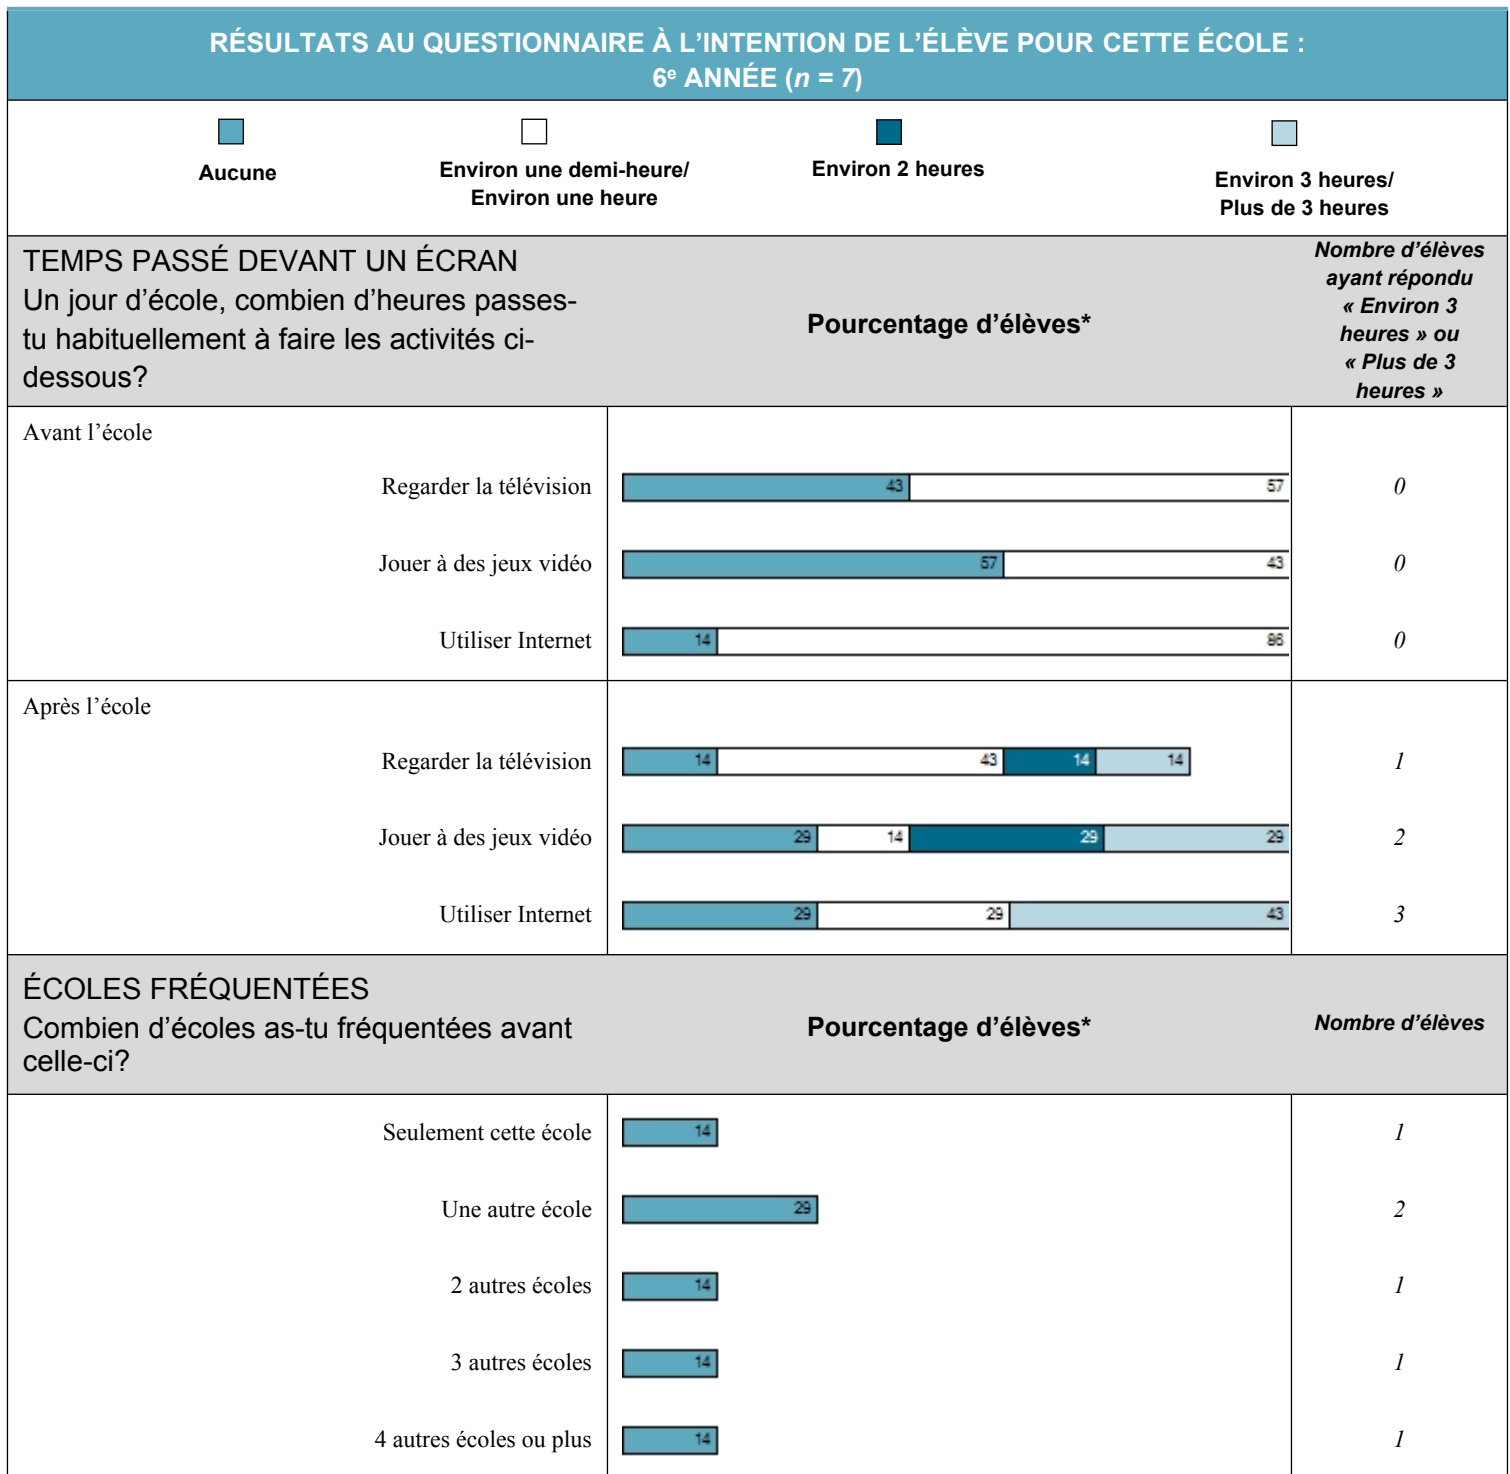 RÉSULTATS AU QUESTIONNAIRE À L’INTENTION DE L’ÉLÈVE POUR CETTE ÉCOLE :
6e ANNÉE (n = 7)
Aucune
Environ une demi-heure/
Environ une heure
Environ 2 heures
Environ 3 heures/
Plus de 3 heures
TEMPS PASSÉ DEVANT UN ÉCRAN
Un jour d’école, combien d’heures passes-
tu habituellement à faire les activités ci-
dessous?
Pourcentage d’élèves*
Nombre d’élèves
ayant répondu
« Environ 3
heures » ou
« Plus de 3
heures »
Avant l’école
Regarder la télévision 43 57 0
Jouer à des jeux vidéo 57 43 0
Utiliser Internet 14 86 0
Après l’école
Regarder la télévision 14 43 14 14 1
Jouer à des jeux vidéo 29 14 29 29 2
Utiliser Internet 29 29 43 3
ÉCOLES FRÉQUENTÉES
Combien d’écoles as-tu fréquentées avant
celle-ci?
Pourcentage d’élèves*
Nombre d’élèves
Seulement cette école 14 1
Une autre école 29 2
2 autres écoles 14 1
3 autres écoles 14 1
4 autres écoles ou plus 14 1